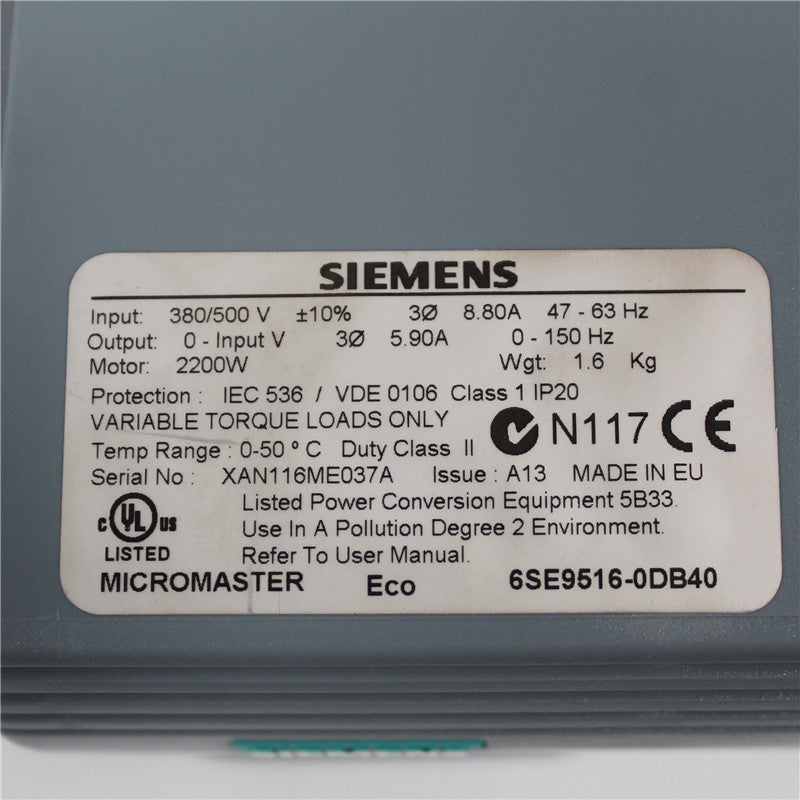 SIEMENS
Input: 380/500 V ±10% 3Ø 8.80A 47 - 63 Hz
Output: 0 - Input V 3Ø 5.90A 0 - 150 Hz
Motor: 2200W Wgt: 1.6 Kg
Protection : IEC 536 / VDE 0106 Class 1 IP20
VARIABLE TORQUE LOADS ONLY N117 CE
Temp Range : 0-50 ° C Duty Class II
Serial No : XAN116ME037A Issue : A13 MADE IN EU
Listed Power Conversion Equipment 5B33.
c UL us Use In A Pollution Degree 2 Environment.
LISTED Refer To User Manual.
MICROMASTER Eco 6SE9516-0DB40
SIEMENS